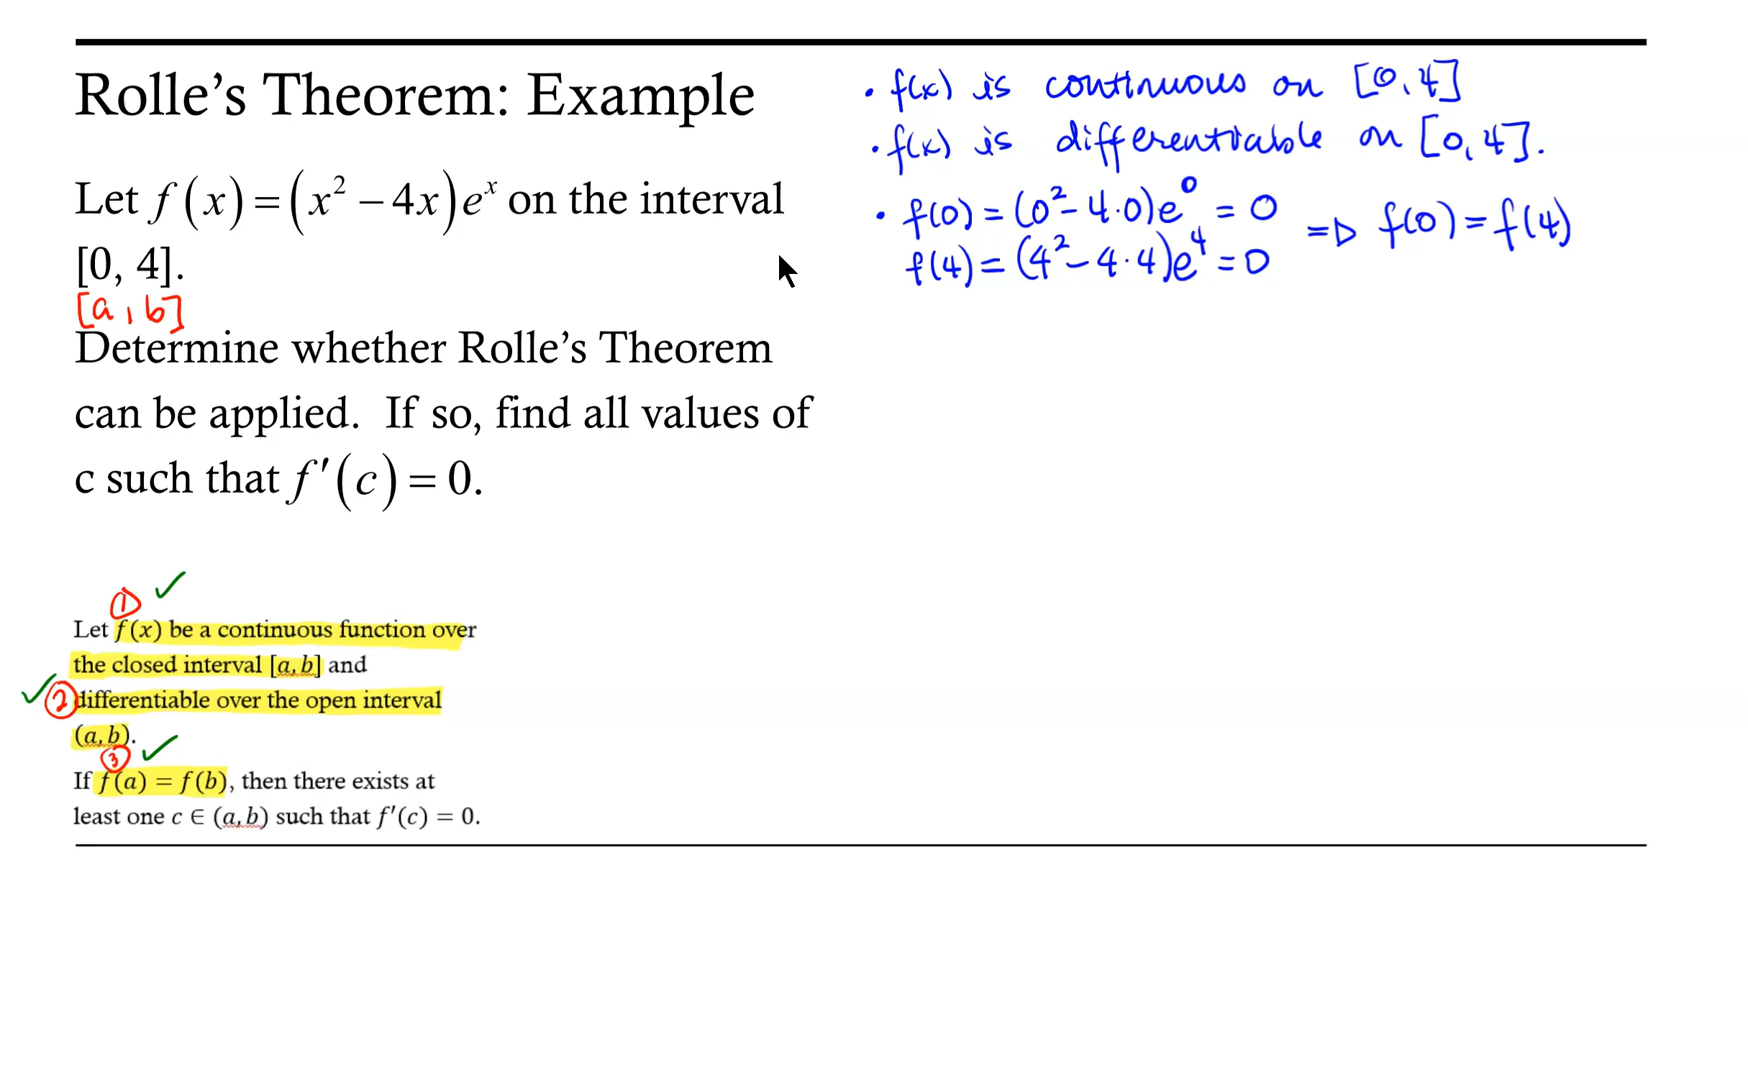 Rolle's Theorem: Example
Let f(x) = (x² − 4x)eˣ on the interval
[0, 4].
[a, b]
Determine whether Rolle's Theorem
can be applied. If so, find all values of
c such that f′(c) = 0.
①
Let f(x) be a continuous function over
the closed interval [a, b] and
② differentiable over the open interval
(a, b).
③
If f(a) = f(b), then there exists at
least one c ∈ (a, b) such that f′(c) = 0.
• f(x) is continuous on [0, 4]
• f(x) is differentiable on [0, 4].
• f(0) = (0² − 4·0)e⁰ = 0
f(4) = (4² − 4·4)e⁴ = 0
⇒ f(0) = f(4)